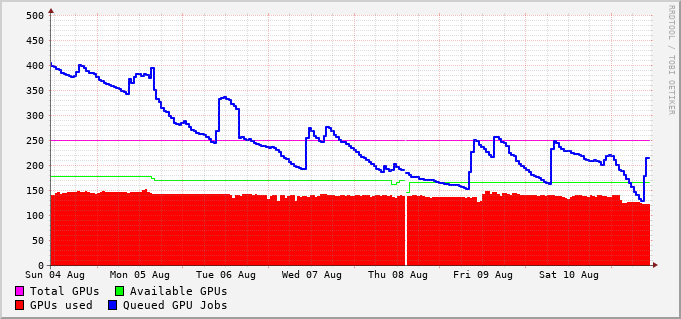 RRDTOOL / TOBI OETIKER
500
450
400
350
300
250
200
150
100
50
0
Sun 04 Aug Mon 05 Aug Tue 06 Aug Wed 07 Aug Thu 08 Aug Fri 09 Aug Sat 10 Aug
Total GPUs Available GPUs
GPUs used Queued GPU Jobs